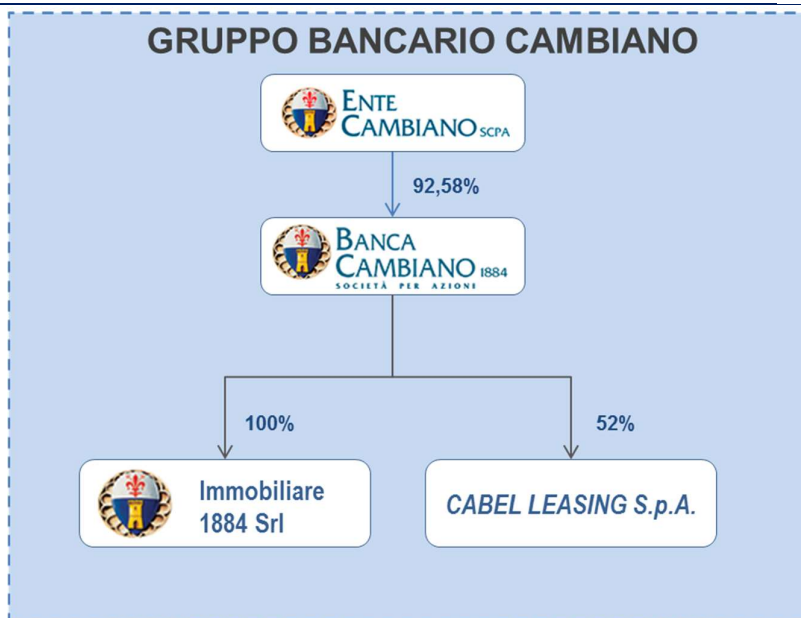 GRUPPO BANCARIO CAMBIANO
ENTE
CAMBIANO SCPA
92,58%
BANCA
CAMBIANO 1884
SOCIETÀ PER AZIONI
100%
52%
Immobiliare
1884 Srl
CABEL LEASING S.p.A.